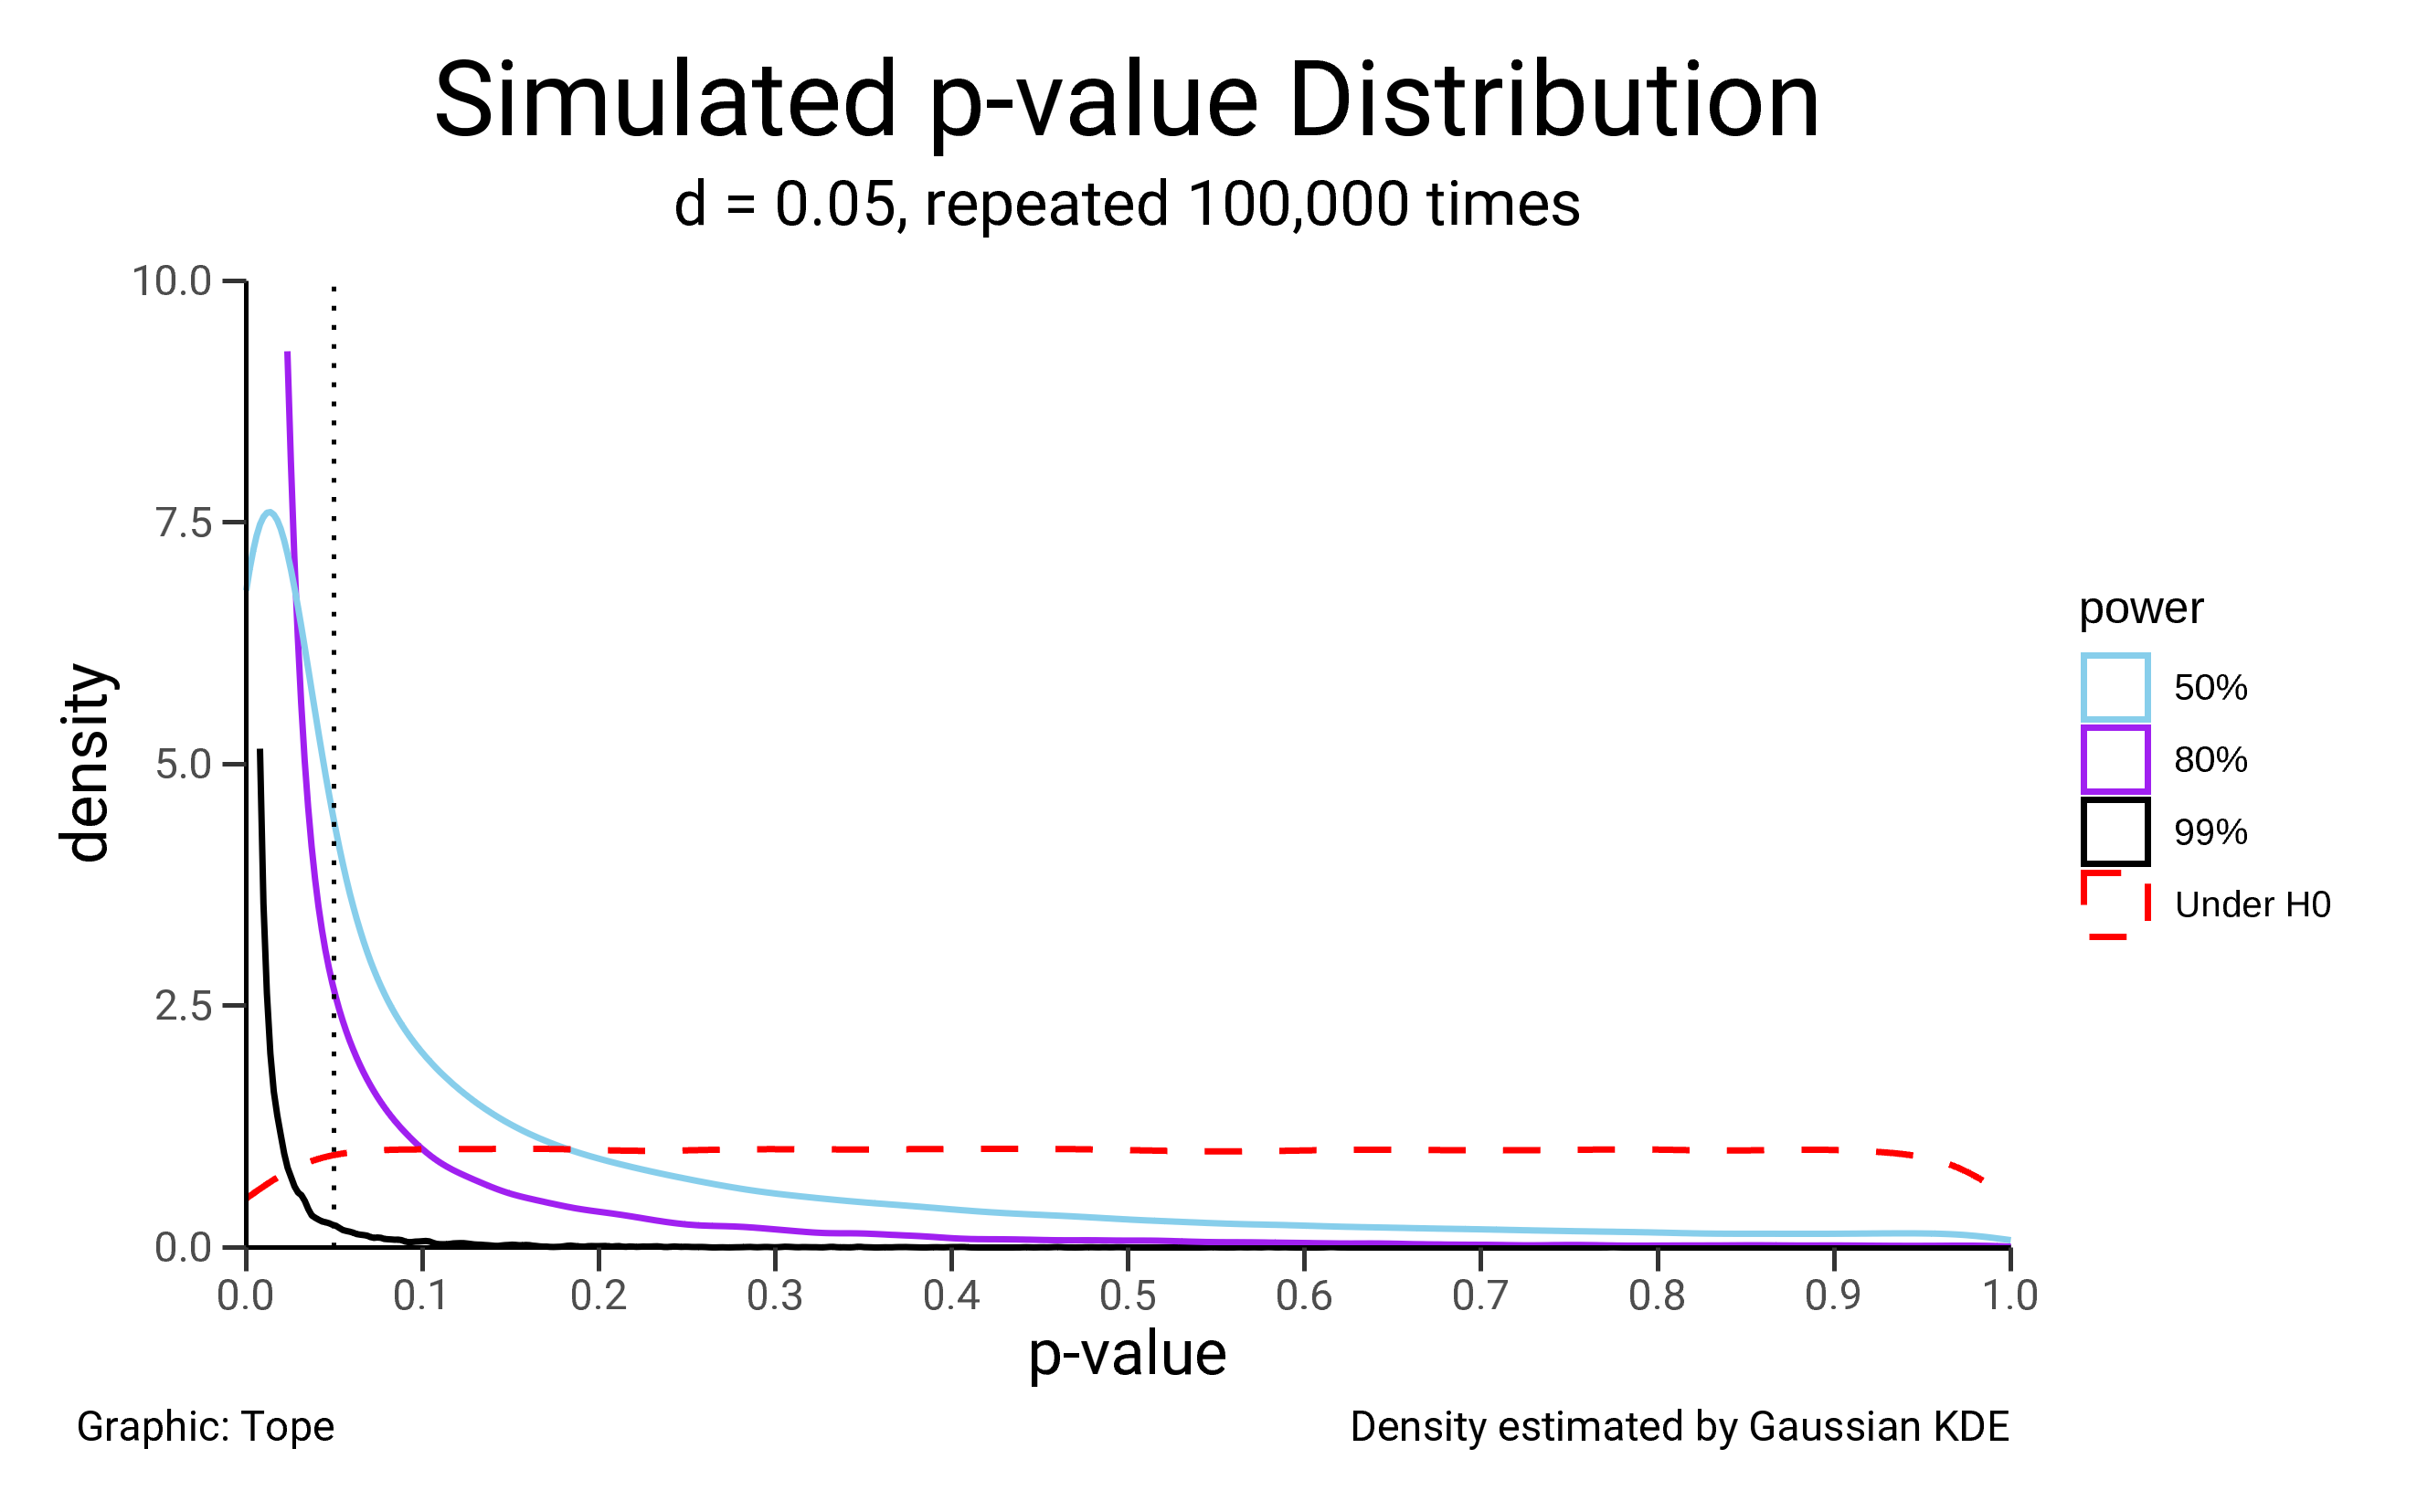 Simulated p-value Distribution
d = 0.05, repeated 100,000 times
10.0
7.5
5.0
2.5
0.0
density
0.0 0.1 0.2 0.3 0.4 0.5 0.6 0.7 0.8 0.9 1.0
p-value
power
50%
80%
99%
Under H0
Graphic: Tope
Density estimated by Gaussian KDE